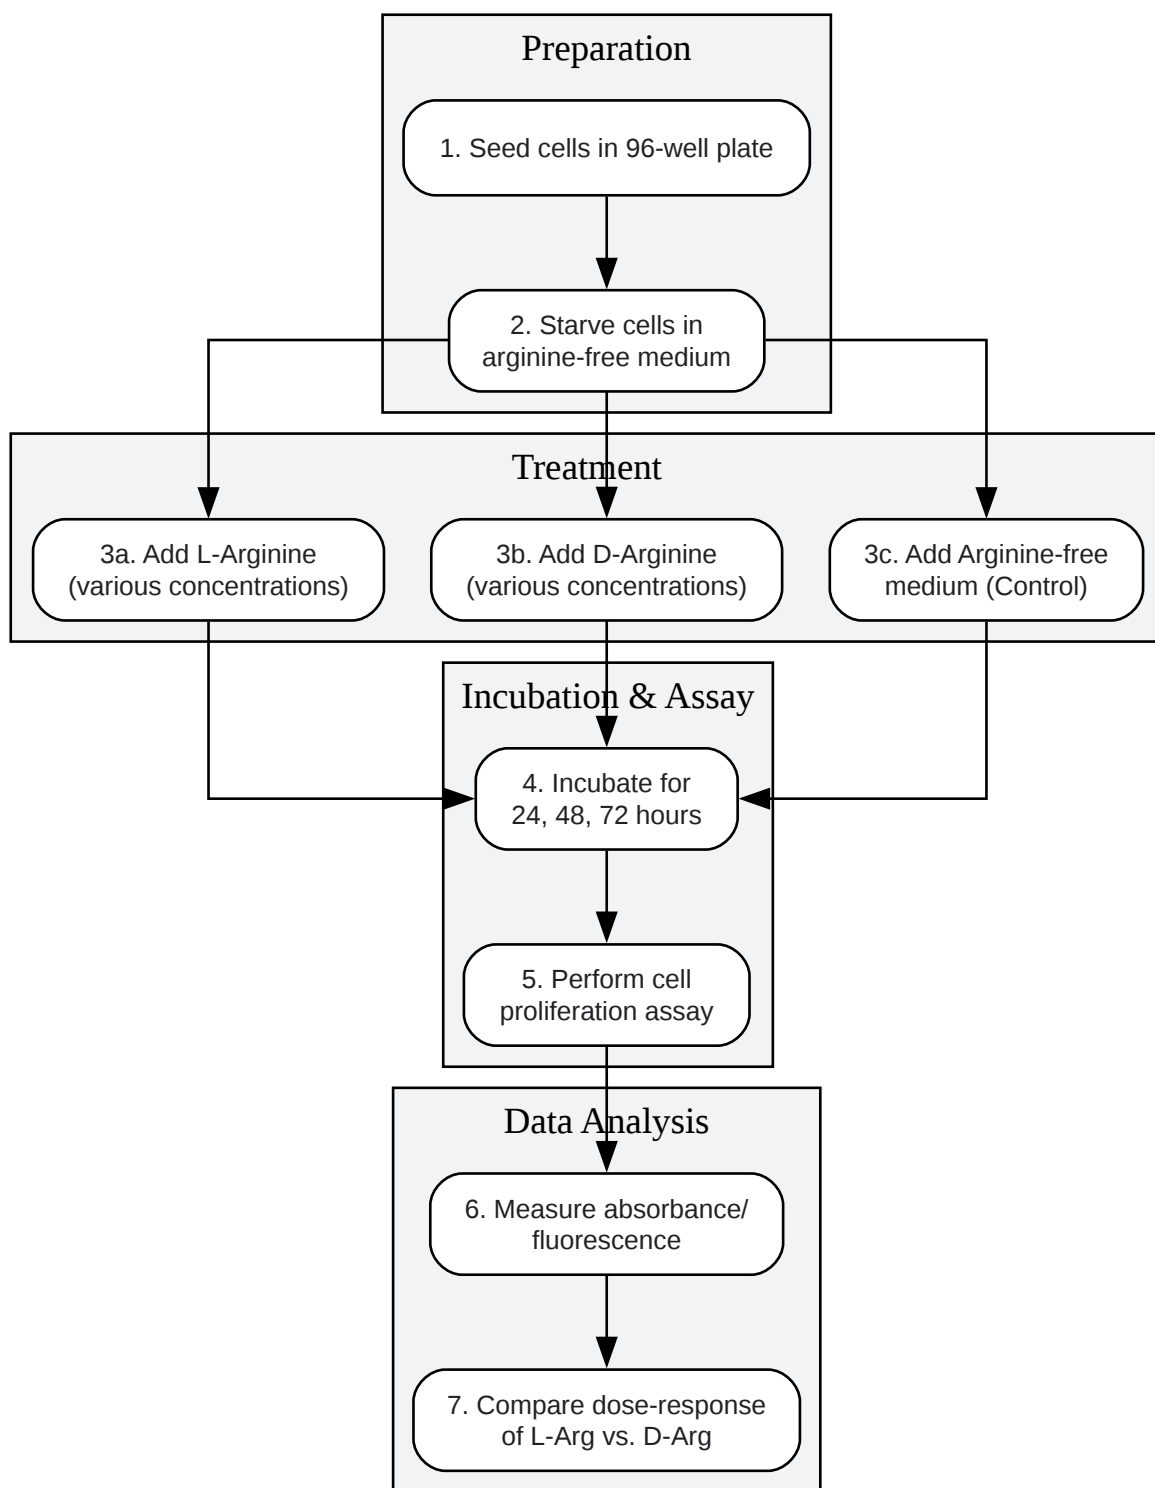 Preparation
1. Seed cells in 96-well plate
2. Starve cells in
arginine-free medium
Treatment
3a. Add L-Arginine
(various concentrations)
3b. Add D-Arginine
(various concentrations)
3c. Add Arginine-free
medium (Control)
Incubation & Assay
4. Incubate for
24, 48, 72 hours
5. Perform cell
proliferation assay
Data Analysis
6. Measure absorbance/
fluorescence
7. Compare dose-response
of L-Arg vs. D-Arg